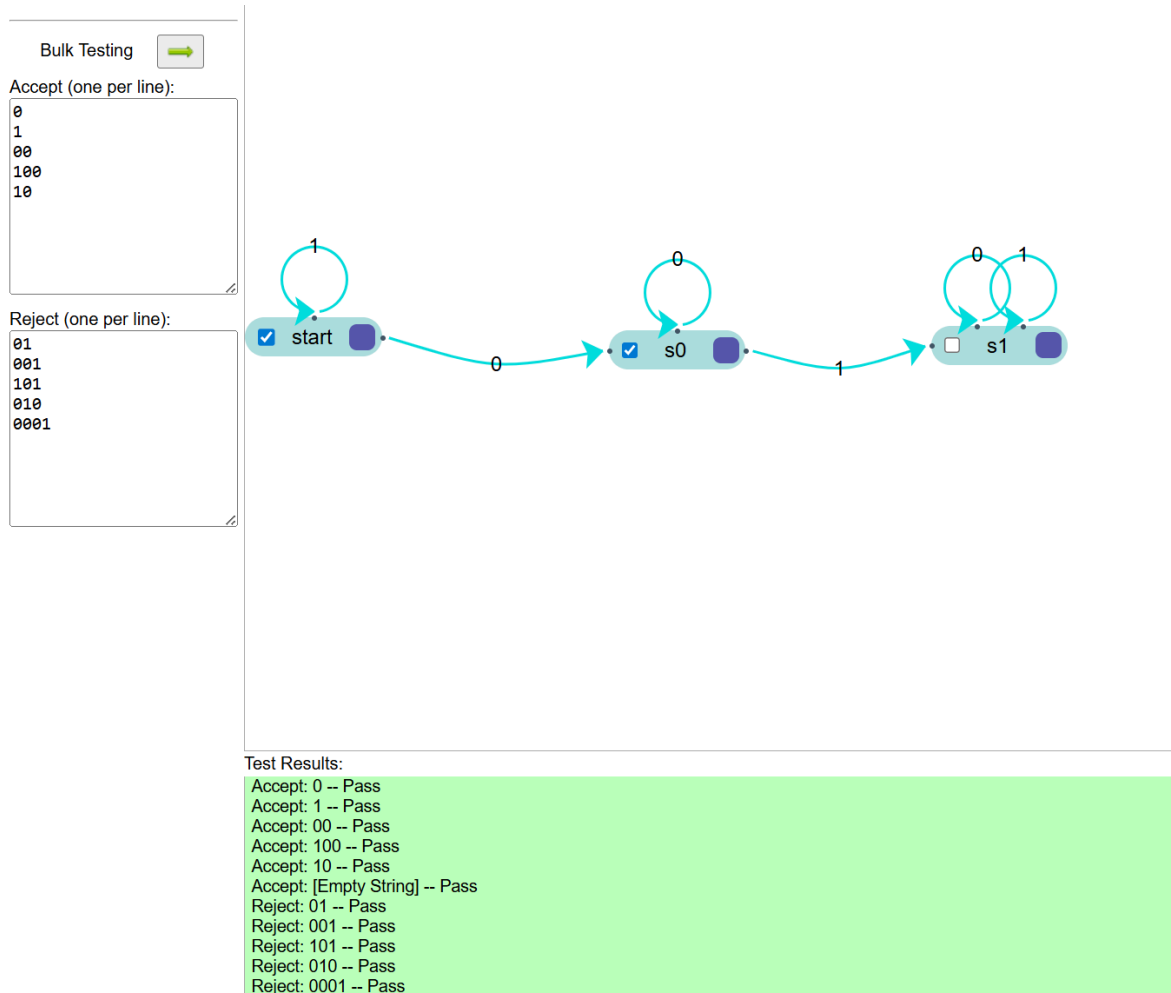 Bulk Testing
Accept (one per line):
0
1
00
100
10
Reject (one per line):
01
001
101
010
0001
1
start
0
0
s0
1
0
1
s1
Test Results:
Accept: 0 -- Pass
Accept: 1 -- Pass
Accept: 00 -- Pass
Accept: 100 -- Pass
Accept: 10 -- Pass
Accept: [Empty String] -- Pass
Reject: 01 -- Pass
Reject: 001 -- Pass
Reject: 101 -- Pass
Reject: 010 -- Pass
Reject: 0001 -- Pass